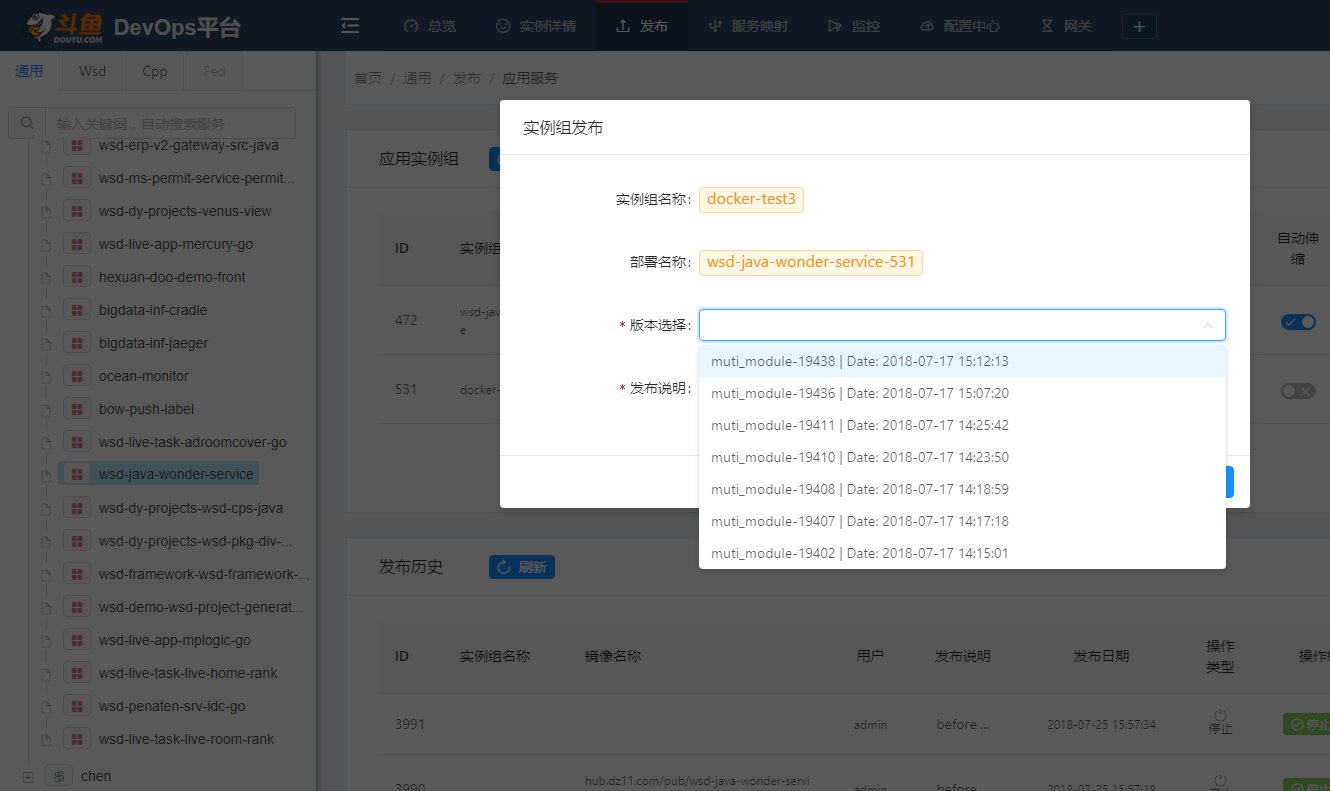 斗鱼
DOUYU.COM
DevOps平台
总览
实例详情
发布
服务映射
监控
配置中心
网关
通用
Wsd
Cpp
Fed
首页 / 通用 / 发布 / 应用服务
输入关键词，自动搜索服务
wsd-erp-v2-gateway-src-java
wsd-ms-permit-service-permit...
wsd-dy-projects-venus-view
wsd-live-app-mercury-go
hexuan-doo-demo-front
bigdata-inf-cradle
bigdata-inf-jaeger
ocean-monitor
bow-push-label
wsd-live-task-adroomcover-go
wsd-java-wonder-service
wsd-dy-projects-wsd-cps-java
wsd-dy-projects-wsd-pkg-div-...
wsd-framework-wsd-framework-...
wsd-demo-wsd-project-generat...
wsd-live-app-mplogic-go
wsd-live-task-live-home-rank
wsd-penaten-srv-idc-go
wsd-live-task-live-room-rank
chen
应用实例组
ID
实例组
自动伸
缩
472
wsd-jav
e
531
docker-
实例组发布
实例组名称:
docker-test3
部署名称:
wsd-java-wonder-service-531
* 版本选择:
muti_module-19438 | Date: 2018-07-17 15:12:13
muti_module-19436 | Date: 2018-07-17 15:07:20
muti_module-19411 | Date: 2018-07-17 14:25:42
muti_module-19410 | Date: 2018-07-17 14:23:50
muti_module-19408 | Date: 2018-07-17 14:18:59
muti_module-19407 | Date: 2018-07-17 14:17:18
muti_module-19402 | Date: 2018-07-17 14:15:01
* 发布说明:
发布历史
刷新
ID
实例组名称
镜像名称
用户
发布说明
发布日期
操作
类型
操作
3991
admin
before ...
2018-07-25 15:57:34
停止
停止
3990
hub.dz11.com/pub/wsd-java-wonder-servi
admin
before
2018-07-25 15:57:18